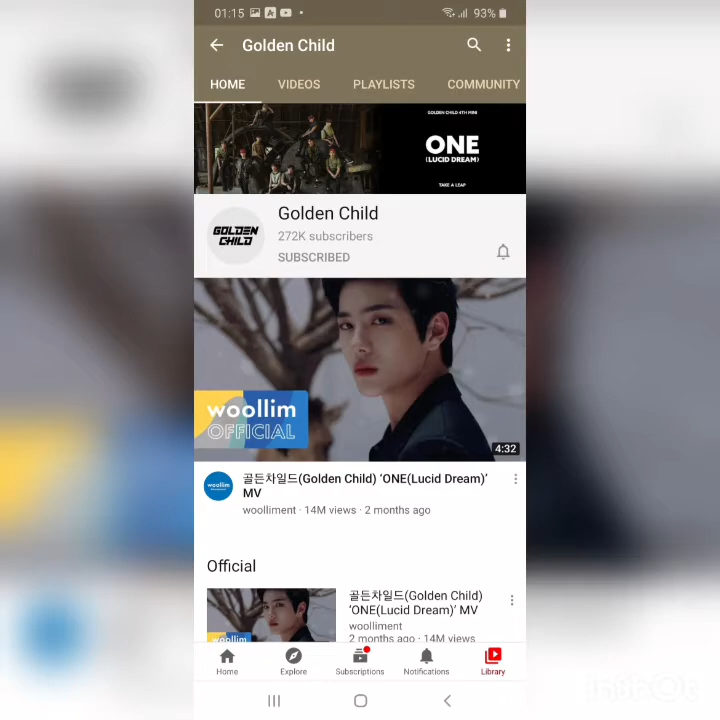 01:15
93%
Golden Child
HOME VIDEOS PLAYLISTS COMMUNITY
GOLDEN CHILD 4TH MINI
ONE
(LUCID DREAM)
TAKE A LEAP
GOLDEN
CHILD
Golden Child
272K subscribers
SUBSCRIBED
woollim
OFFICIAL
4:32
woollim
골든차일드(Golden Child) ‘ONE(Lucid Dream)’
MV
woolliment · 14M views · 2 months ago
Official
woollim
골든차일드(Golden Child)
‘ONE(Lucid Dream)’ MV
woolliment
2 months ago · 14M views
Home Explore Subscriptions Notifications Library